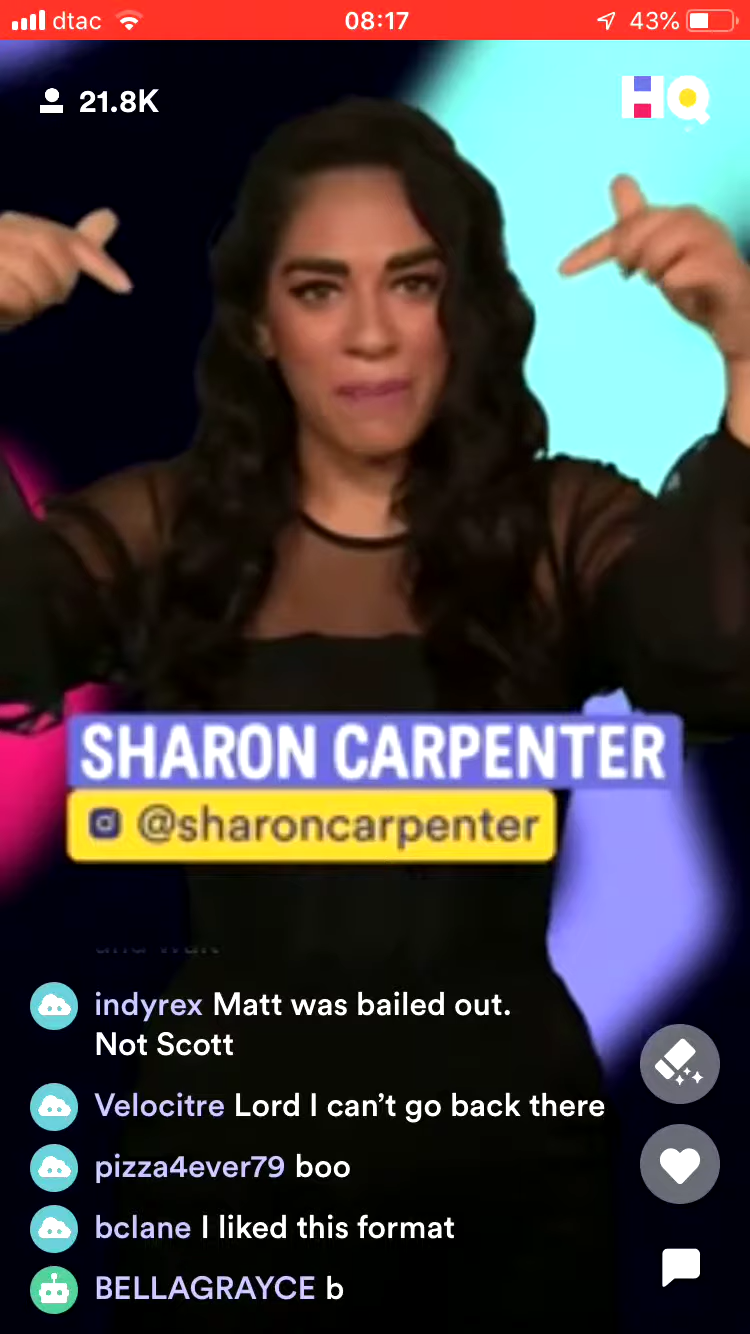 dtac 08:17 43%
21.8K HQ
SHARON CARPENTER
@sharoncarpenter
indyrex Matt was bailed out.
Not Scott
Velocitre Lord I can’t go back there
pizza4ever79 boo
bclane I liked this format
BELLAGRAYCE b